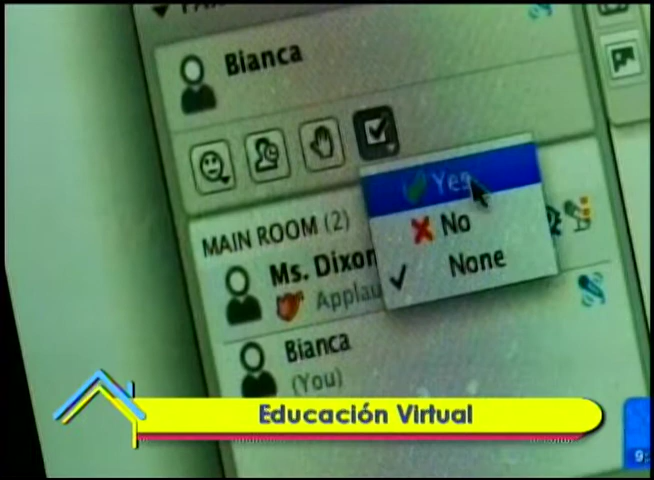 Bianca
Yes
No
None
MAIN ROOM (2)
Ms. Dixon
Applau
Bianca
(You)
Educación Virtual